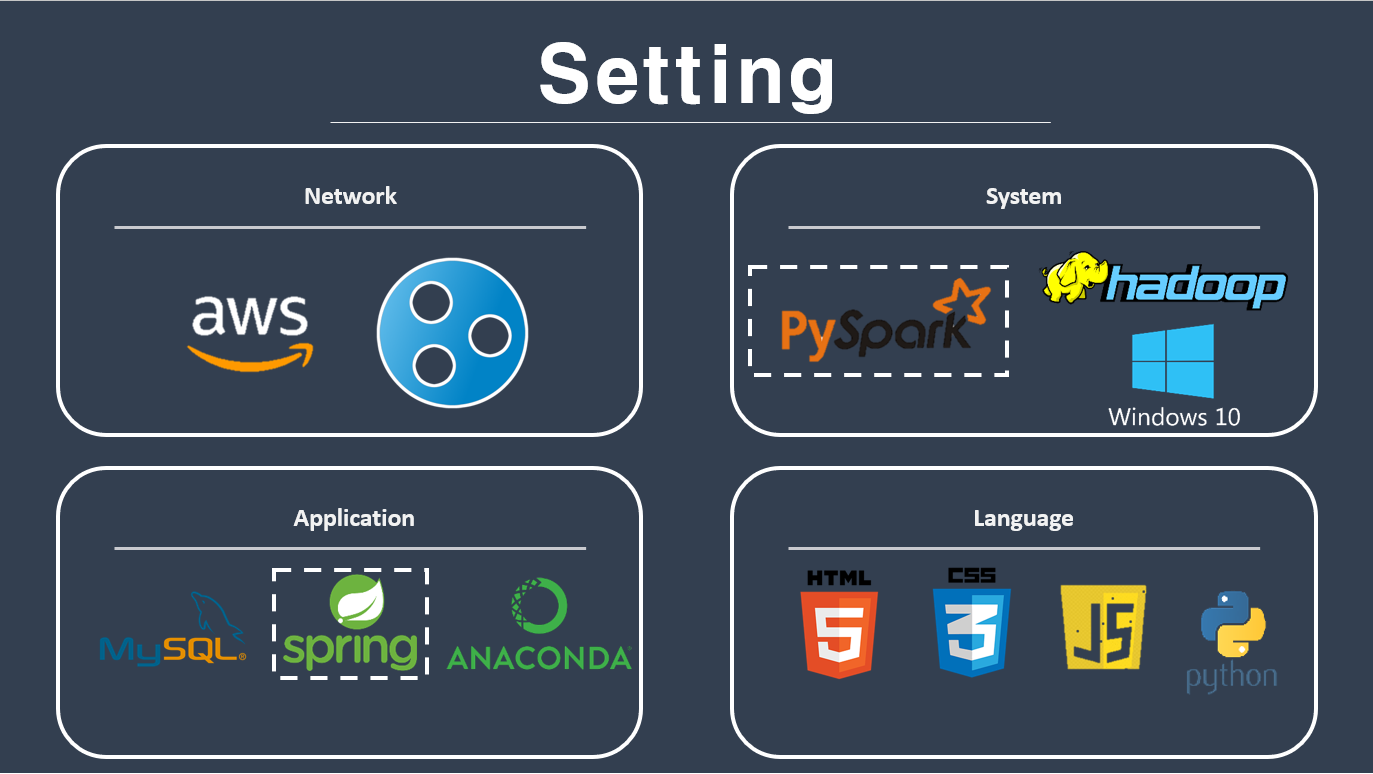 Setting
Network
System
aws
PySpark
hadoop
Windows 10
Application
Language
MySQL®
spring
ANACONDA®
HTML
5
CSS
3
JS
python